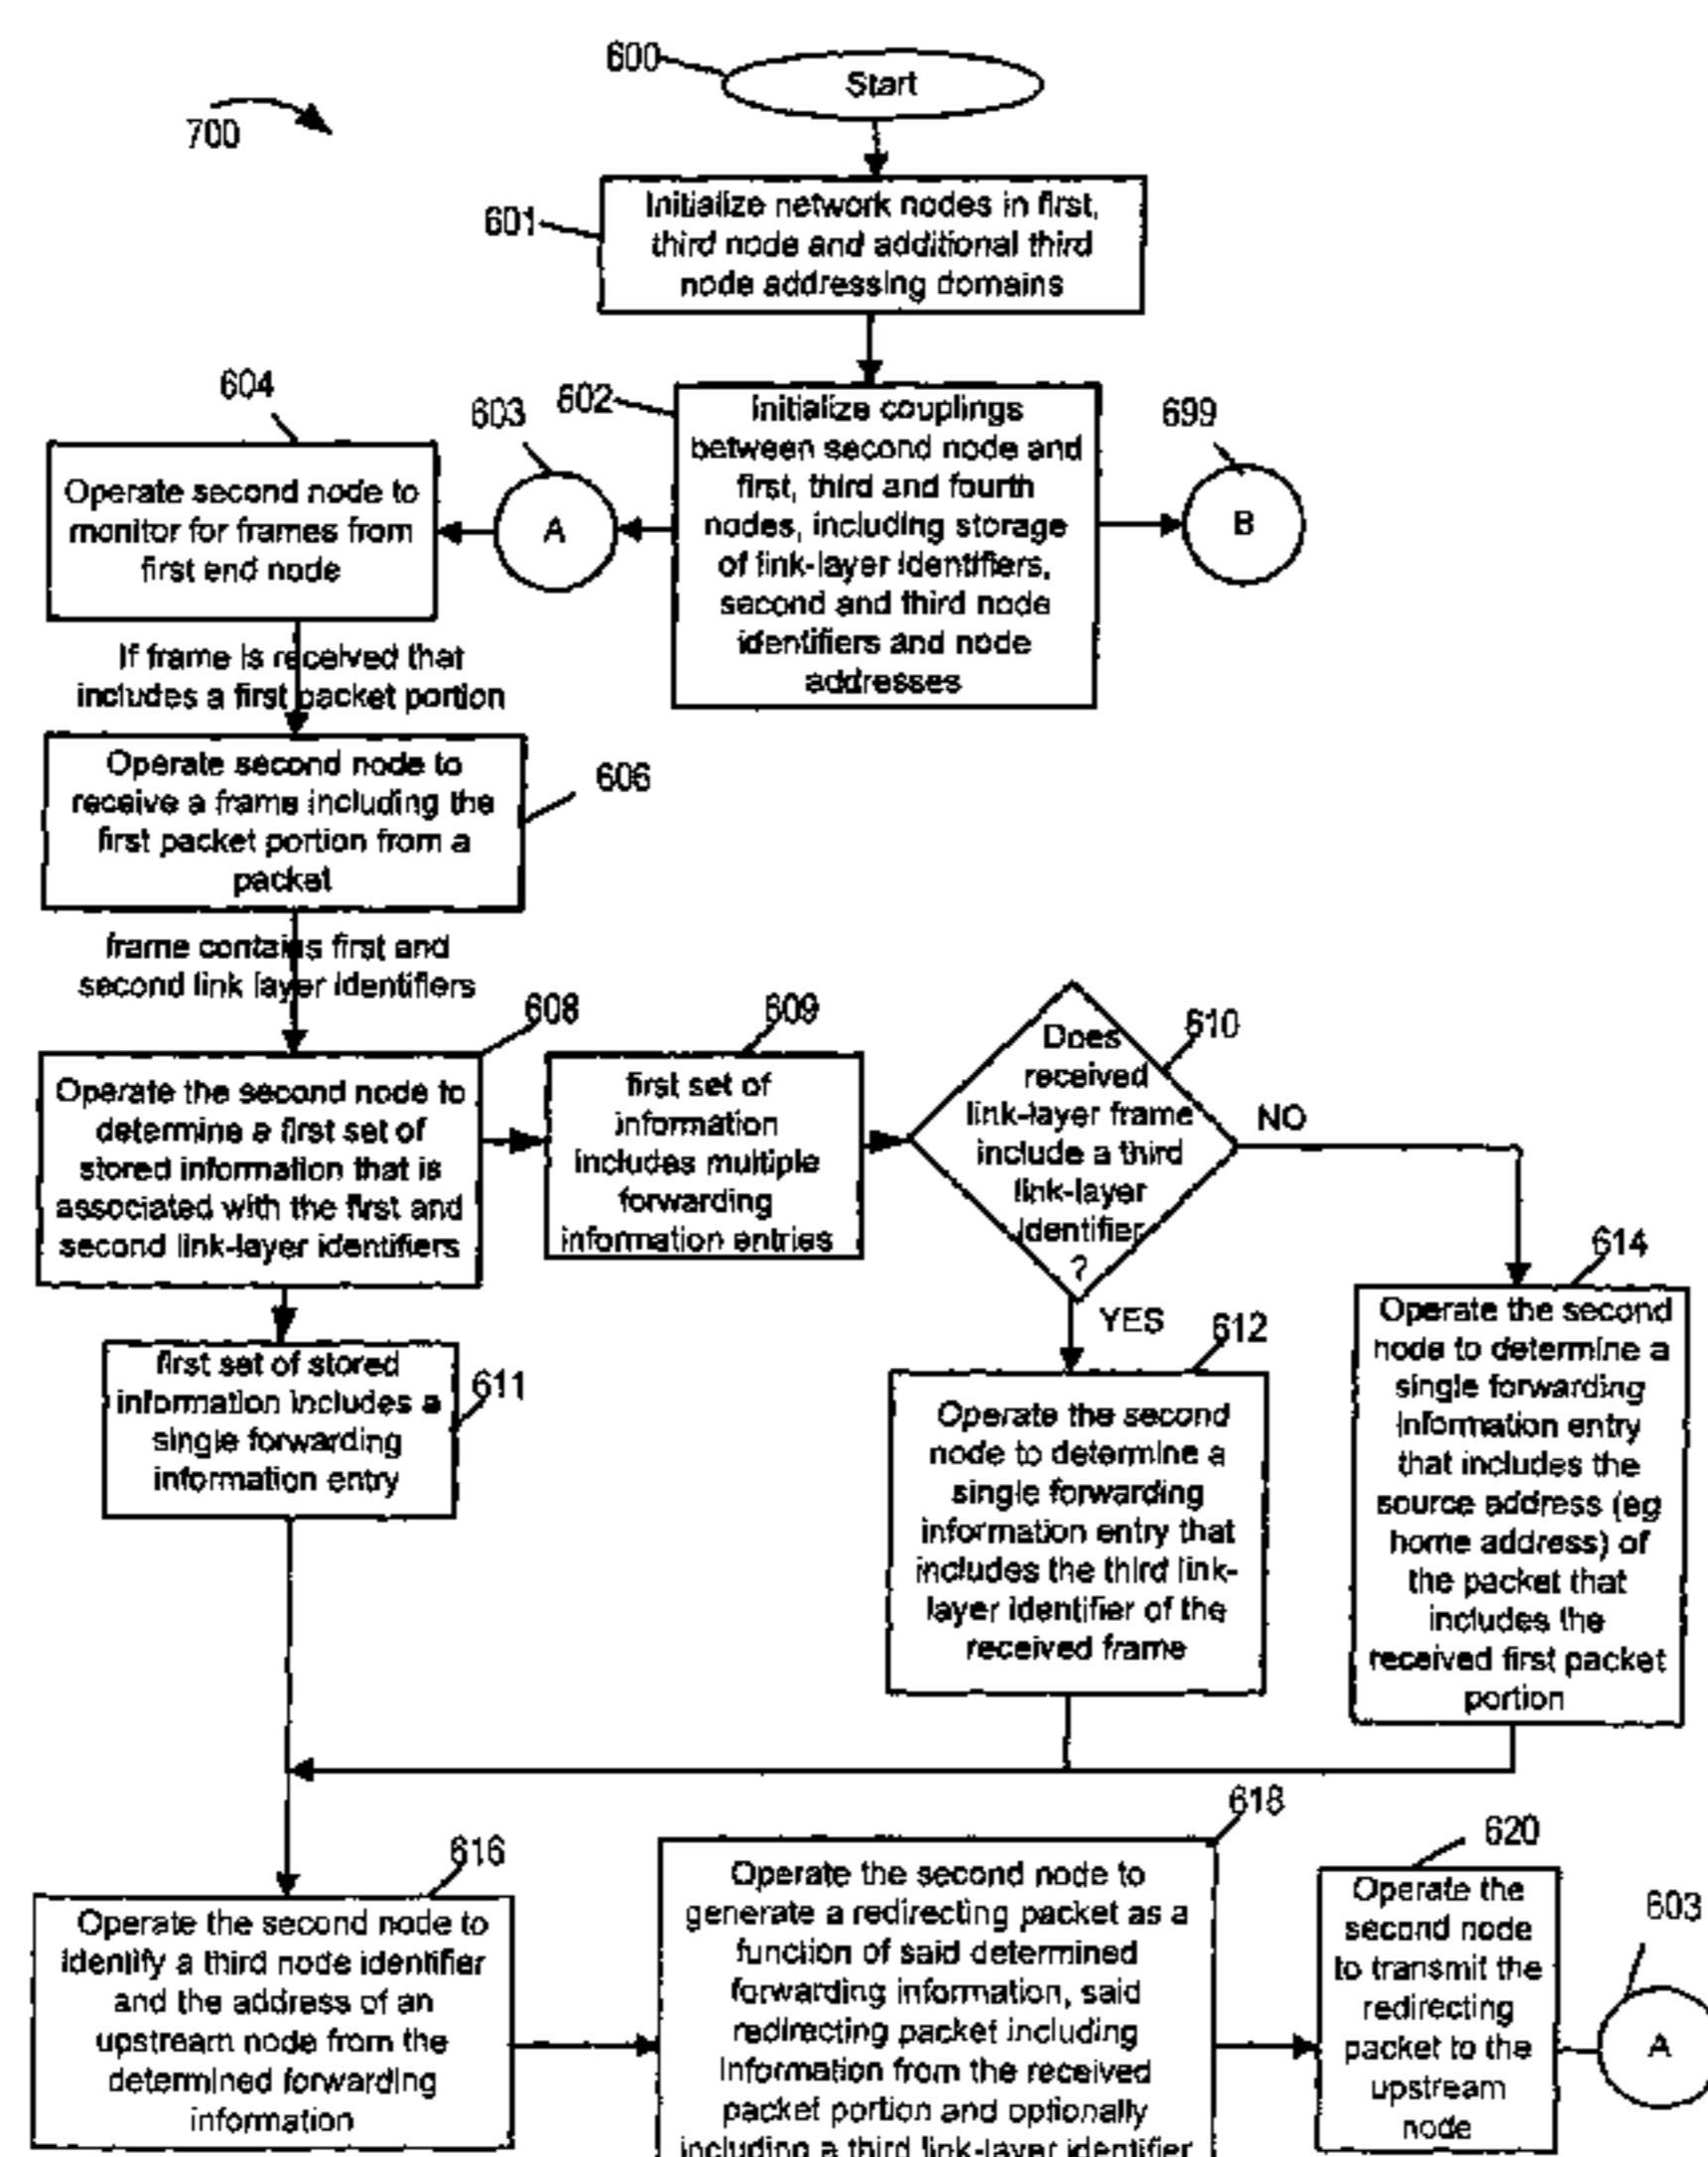 600
Start
700
601
Initialize network nodes in first,
third node and additional third
node addressing domains
604
603
602
Initialize couplings
between second node and
first, third and fourth
nodes, including storage
of link-layer identifiers,
second and third node
identifiers and node
addresses
699
Operate second node to
monitor for frames from
first end node
A
B
If frame is received that
includes a first packet portion
Operate second node to
receive a frame including the
first packet portion from a
packet
606
frame contains first and
second link layer identifiers
608
Operate the second node to
determine a first set of
stored information that is
associated with the first and
second link-layer identifiers
609
first set of
information
includes multiple
forwarding
information entries
610
Does
received
link-layer frame
include a third
link-layer
identifier
?
NO
YES
611
first set of stored
information includes a
single forwarding
information entry
612
Operate the second
node to determine a
single forwarding
information entry that
includes the third link-
layer identifier of the
received frame
614
Operate the second
node to determine a
single forwarding
information entry
that includes the
source address (eg
home address) of
the packet that
includes the
received first packet
portion
616
Operate the second node to
identify a third node identifier
and the address of an
upstream node from the
determined forwarding
information
618
Operate the second node to
generate a redirecting packet as a
function of said determined
forwarding information, said
redirecting packet including
information from the received
packet portion and optionally
including a third link-layer identifier
620
Operate the
second node
to transmit the
redirecting
packet to the
upstream
node
603
A